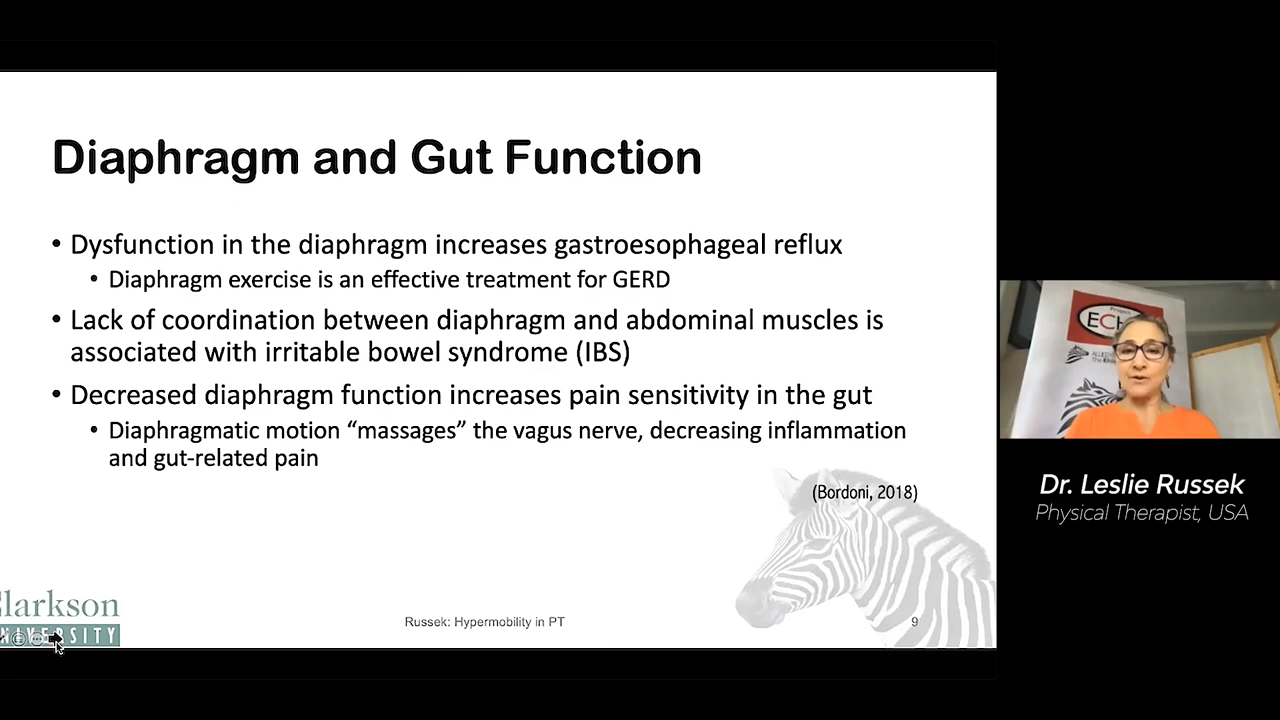 Diaphragm and Gut Function
• Dysfunction in the diaphragm increases gastroesophageal reflux
• Diaphragm exercise is an effective treatment for GERD
• Lack of coordination between diaphragm and abdominal muscles is
associated with irritable bowel syndrome (IBS)
• Decreased diaphragm function increases pain sensitivity in the gut
• Diaphragmatic motion “massages” the vagus nerve, decreasing inflammation
and gut-related pain
(Bordoni, 2018)
Russek: Hypermobility in PT
9
Project
ECH
Dr. Leslie Russek
Physical Therapist, USA